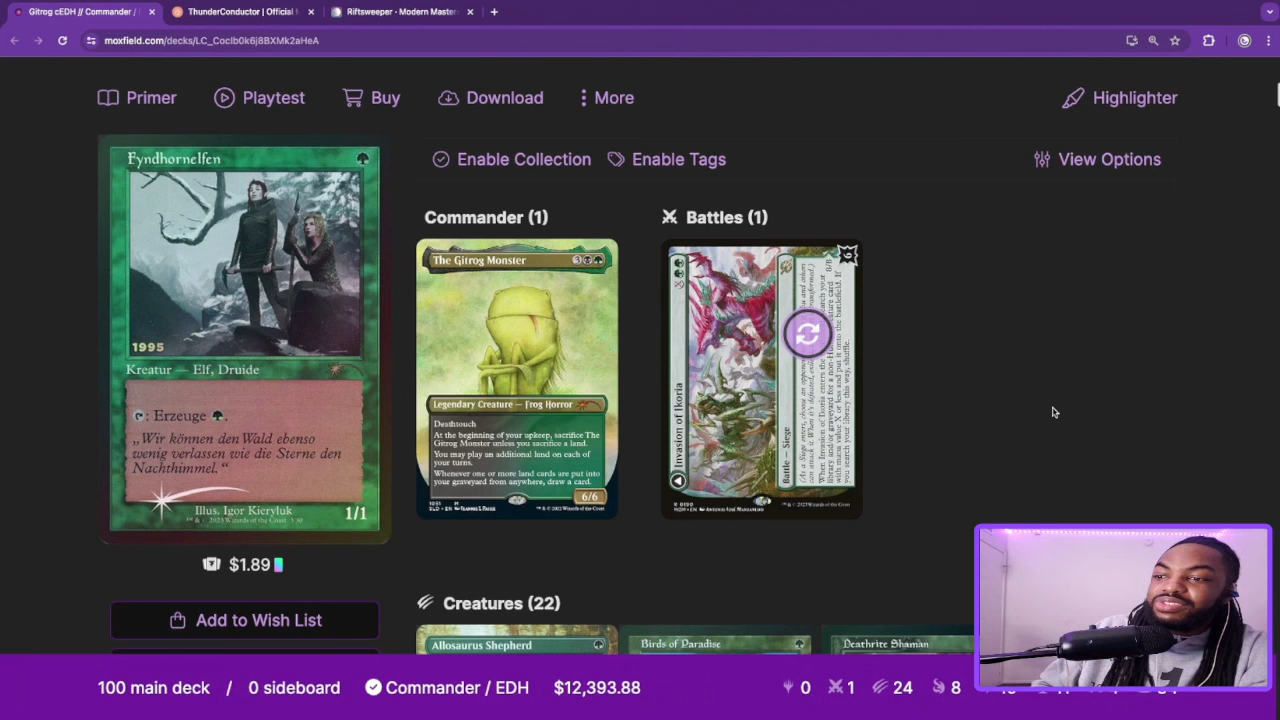 Gitrog cEDH // Commander /
ThunderConductor | Official
Riftsweeper - Modern Master
moxfield.com/decks/LC_CocIb0k6j8BXMk2aHeA
Primer
Playtest
Buy
Download
More
Highlighter
Enable Collection
Enable Tags
View Options
Fyndhornelfen
1995
Kreatur — Elf, Druide
: Erzeuge
„Wir können den Wald ebenso
wenig verlassen wie die Sterne den
Nachthimmel.“
Illus. Igor Kieryluk
1/1
$1.89
Add to Wish List
Commander (1)
The Gitrog Monster
3
Legendary Creature — Frog Horror
Deathtouch
At the beginning of your upkeep, sacrifice The
Gitrog Monster unless you sacrifice a land.
You may play an additional land on each of
your turns.
Whenever one or more land cards are put into
your graveyard from anywhere, draw a card.
6/6
Battles (1)
Invasion of Ikoria
Battle — Siege
8/8
6
Creatures (22)
Allosaurus Shepherd
Birds of Paradise
Deathrite Shaman
100 main deck / 0 sideboard
Commander / EDH
$12,393.88
0
1
24
8